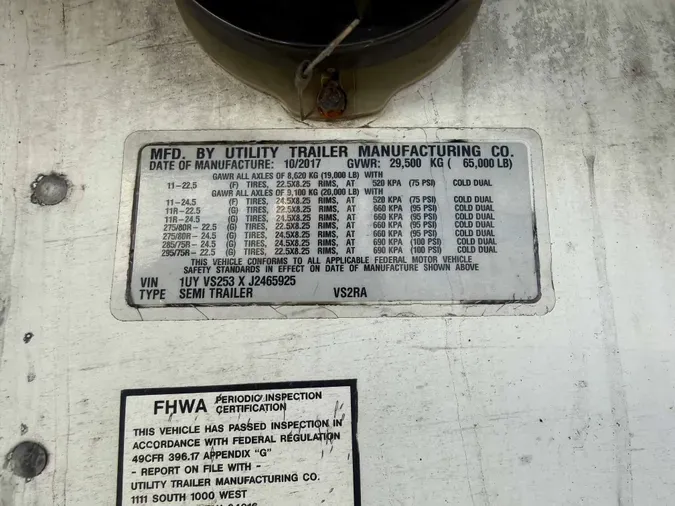 MFD. BY UTILITY TRAILER MANUFACTURING CO.
DATE OF MANUFACTURE: 10/2017 GVWR: 29,500 KG ( 65,000 LB)
GAWR ALL AXLES OF 8,620 KG (19,000 LB) WITH
11-22.5 (F) TIRES, 22.5X8.25 RIMS, AT 520 KPA (75 PSI) COLD DUAL
GAWR ALL AXLES OF 9,100 KG (20,000 LB) WITH
11-24.5 (F) TIRES, 24.5X8.25 RIMS, AT 520 KPA (75 PSI) COLD DUAL
11R-22.5 (G) TIRES, 22.5X8.25 RIMS, AT 660 KPA (95 PSI) COLD DUAL
11R-24.5 (G) TIRES, 24.5X8.25 RIMS, AT 660 KPA (95 PSI) COLD DUAL
275/80R-22.5 (G) TIRES, 22.5X8.25 RIMS, AT 660 KPA (95 PSI) COLD DUAL
275/80R-24.5 (G) TIRES, 24.5X8.25 RIMS, AT 660 KPA (95 PSI) COLD DUAL
285/75R-24.5 (G) TIRES, 24.5X8.25 RIMS, AT 690 KPA (100 PSI) COLD DUAL
295/75R-22.5 (G) TIRES, 22.5X8.25 RIMS, AT 690 KPA (100 PSI) COLD DUAL
THIS VEHICLE CONFORMS TO ALL APPLICABLE FEDERAL MOTOR VEHICLE
SAFETY STANDARDS IN EFFECT ON DATE OF MANUFACTURE SHOWN ABOVE
VIN 1UY VS253 X J2465925
TYPE SEMI TRAILER VS2RA
FHWA PERIODIC INSPECTION
CERTIFICATION
THIS VEHICLE HAS PASSED INSPECTION IN
ACCORDANCE WITH FEDERAL REGULATION
49CFR 396.17 APPENDIX "G"
- REPORT ON FILE WITH -
UTILITY TRAILER MANUFACTURING CO.
1111 SOUTH 1000 WEST